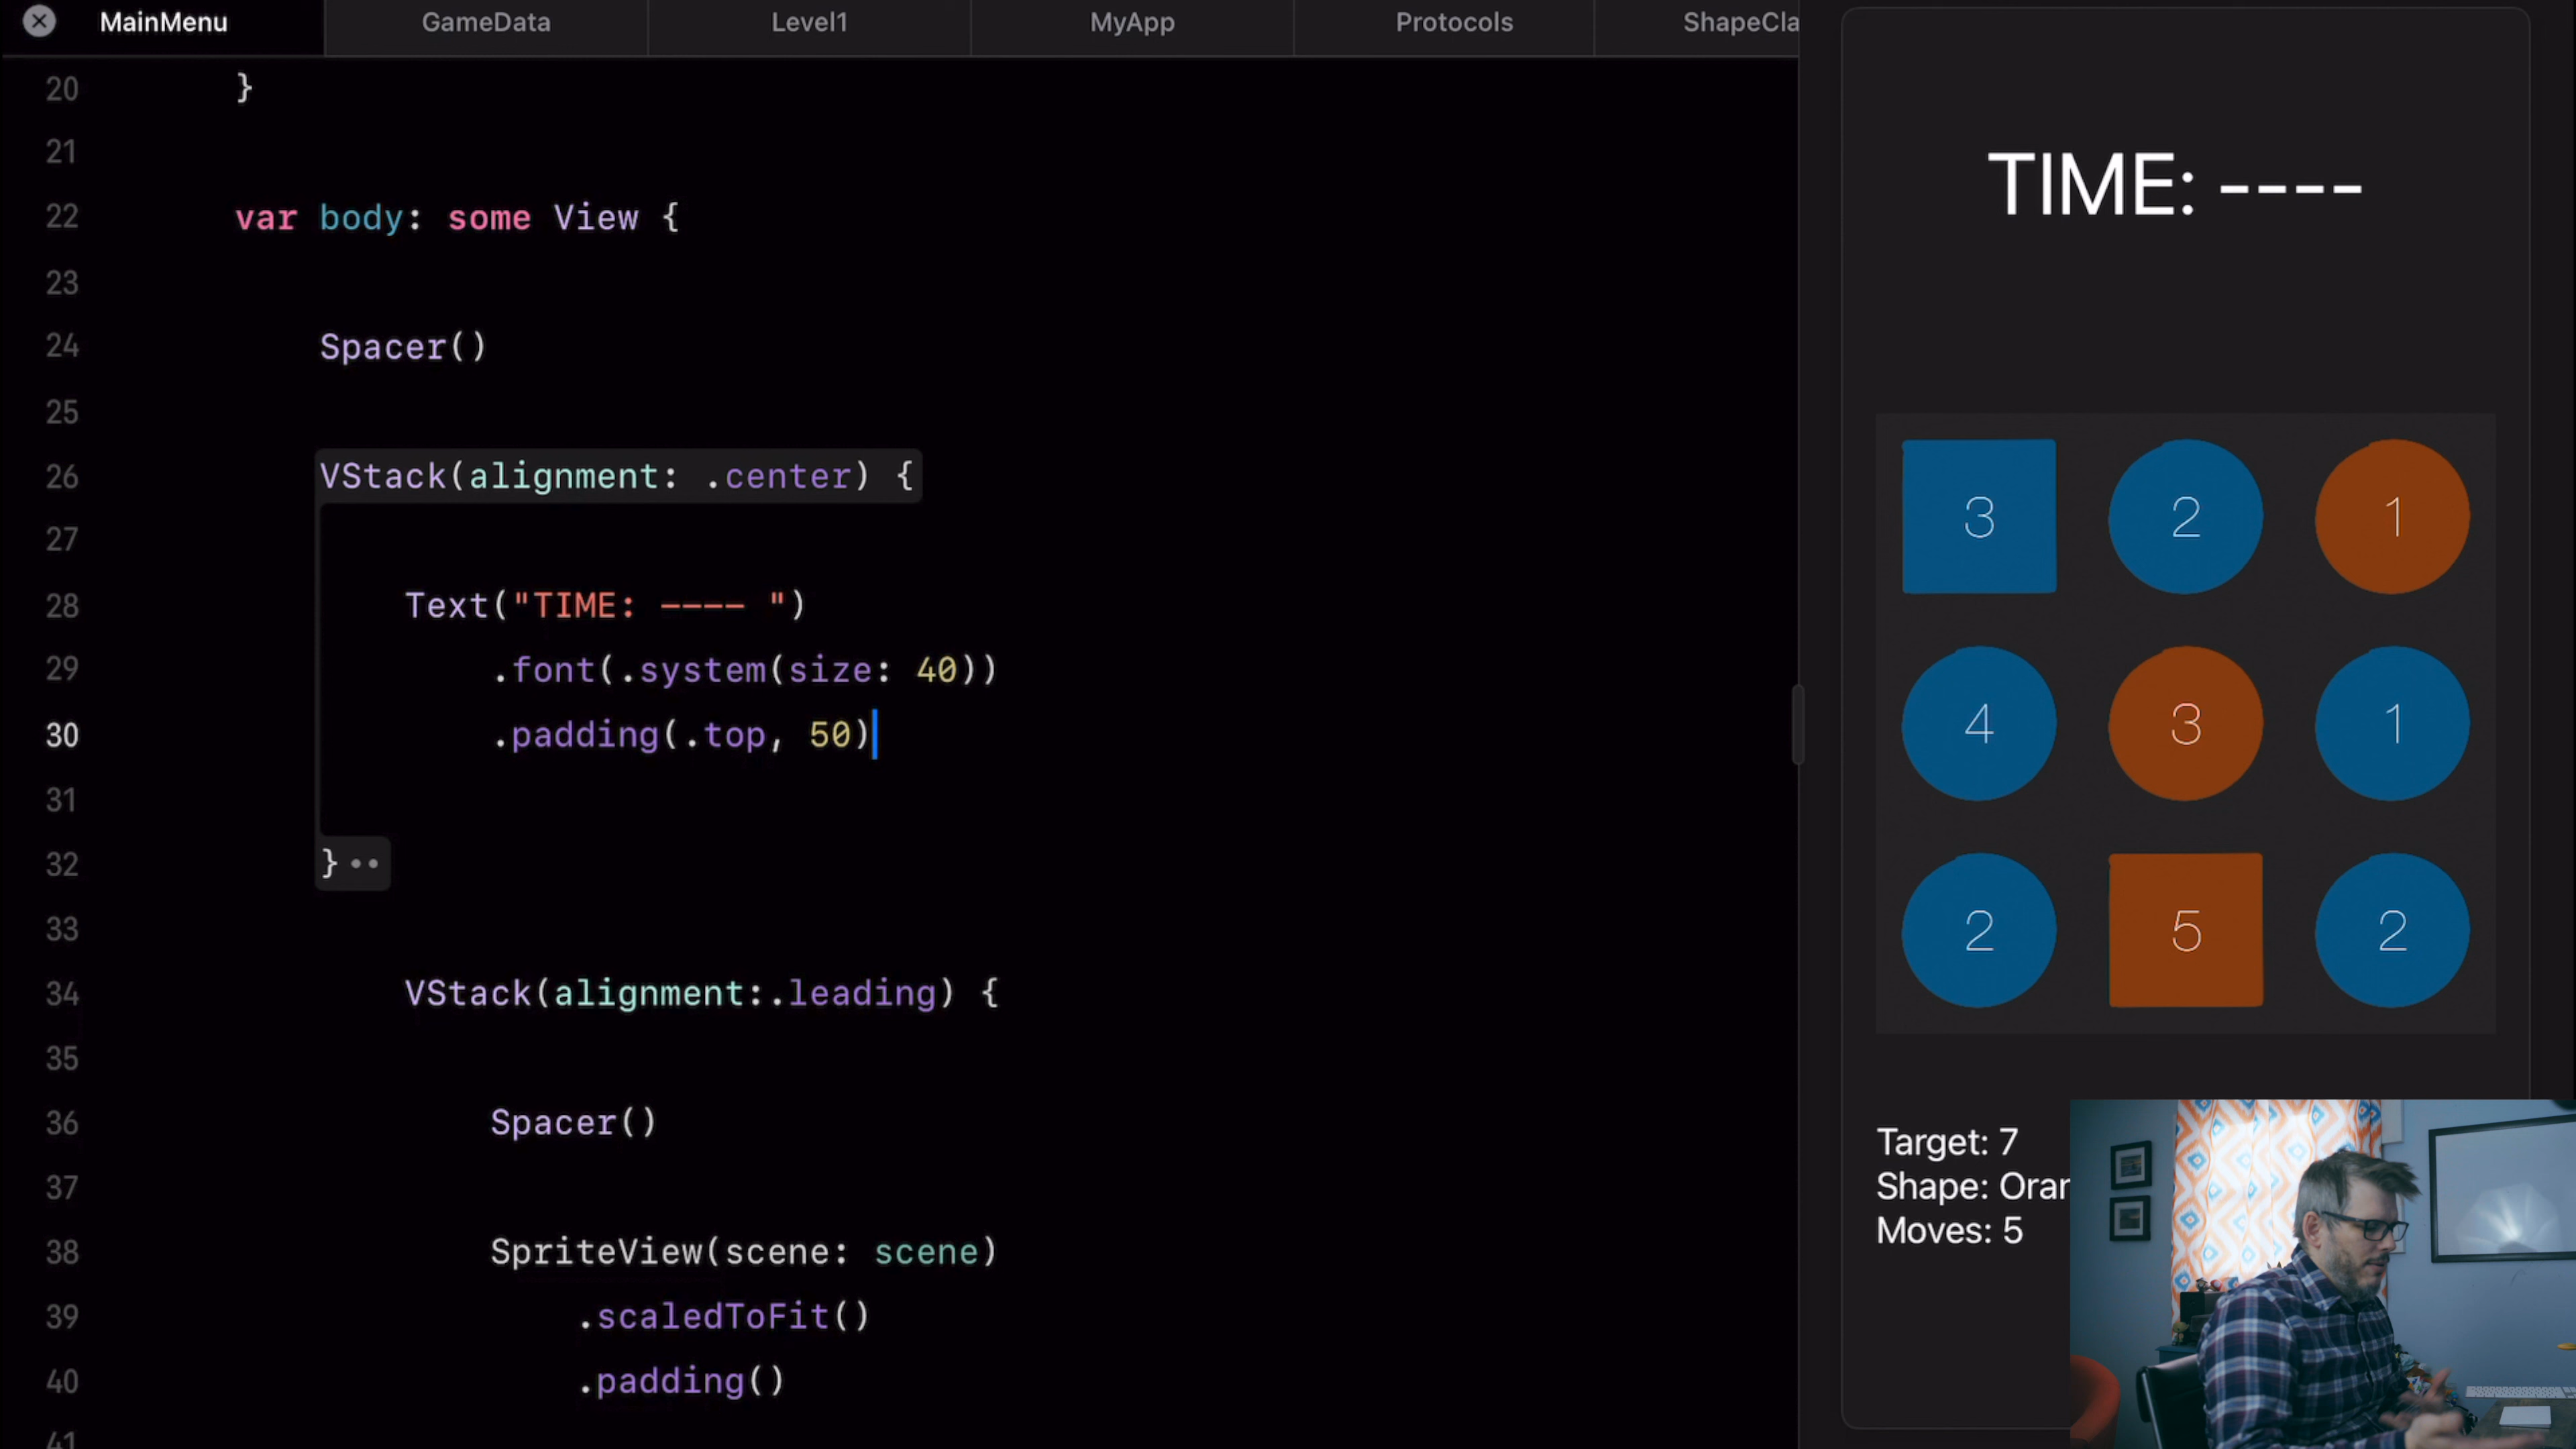 MainMenu GameData Level1 MyApp Protocols ShapeCla
20 }
21
22 var body: some View {
23
24 Spacer()
25
26 VStack(alignment: .center) {
27
28 Text("TIME: ---- ")
29 .font(.system(size: 40))
30 .padding(.top, 50)
31
32 }
33
34 VStack(alignment:.leading) {
35
36 Spacer()
37
38 SpriteView(scene: scene)
39 .scaledToFit()
40 .padding()
41
TIME: ----
3 2 1
4 3 1
2 5 2
Target: 7
Shape: Oran
Moves: 5